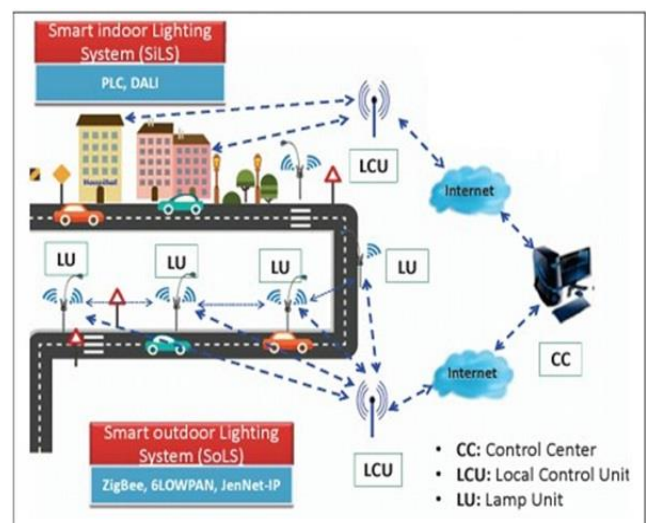 Smart indoor Lighting
System (SiLS)
PLC, DALI
Hospital
LCU
Internet
LU
LU
LU
LU
CC
Internet
Smart outdoor Lighting
System (SoLS)
ZigBee, 6LOWPAN, JenNet-IP
LCU
• CC: Control Center
• LCU: Local Control Unit
• LU: Lamp Unit